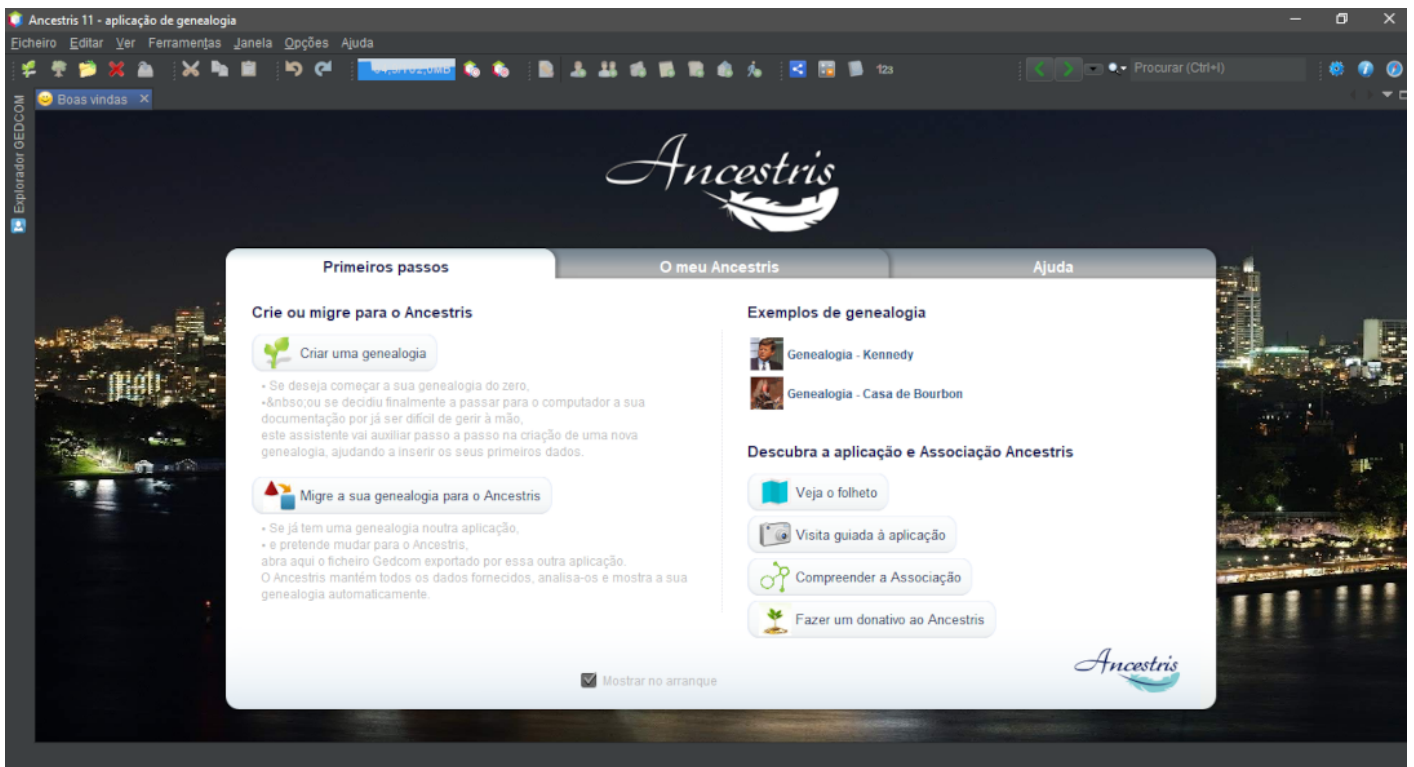 Ancestris 11 - aplicação de genealogia
Ficheiro Editar Ver Ferramentas Janela Opções Ajuda
123
Procurar (Ctrl+I)
Explorador GEDCOM
Boas vindas
Ancestris
Primeiros passos
O meu Ancestris
Ajuda
Crie ou migre para o Ancestris
Criar uma genealogia
• Se deseja começar a sua genealogia do zero,
•&nbso;ou se decidiu finalmente a passar para o computador a sua
documentação por já ser difícil de gerir à mão,
este assistente vai auxiliar passo a passo na criação de uma nova
genealogia, ajudando a inserir os seus primeiros dados.
Migre a sua genealogia para o Ancestris
• Se já tem uma genealogia noutra aplicação,
• e pretende mudar para o Ancestris,
abra aqui o ficheiro Gedcom exportado por essa outra aplicação.
O Ancestris mantém todos os dados fornecidos, analisa-os e mostra a sua
genealogia automaticamente.
Exemplos de genealogia
Genealogia - Kennedy
Genealogia - Casa de Bourbon
Descubra a aplicação e Associação Ancestris
Veja o folheto
Visita guiada à aplicação
Compreender a Associação
Fazer um donativo ao Ancestris
Ancestris
Mostrar no arranque